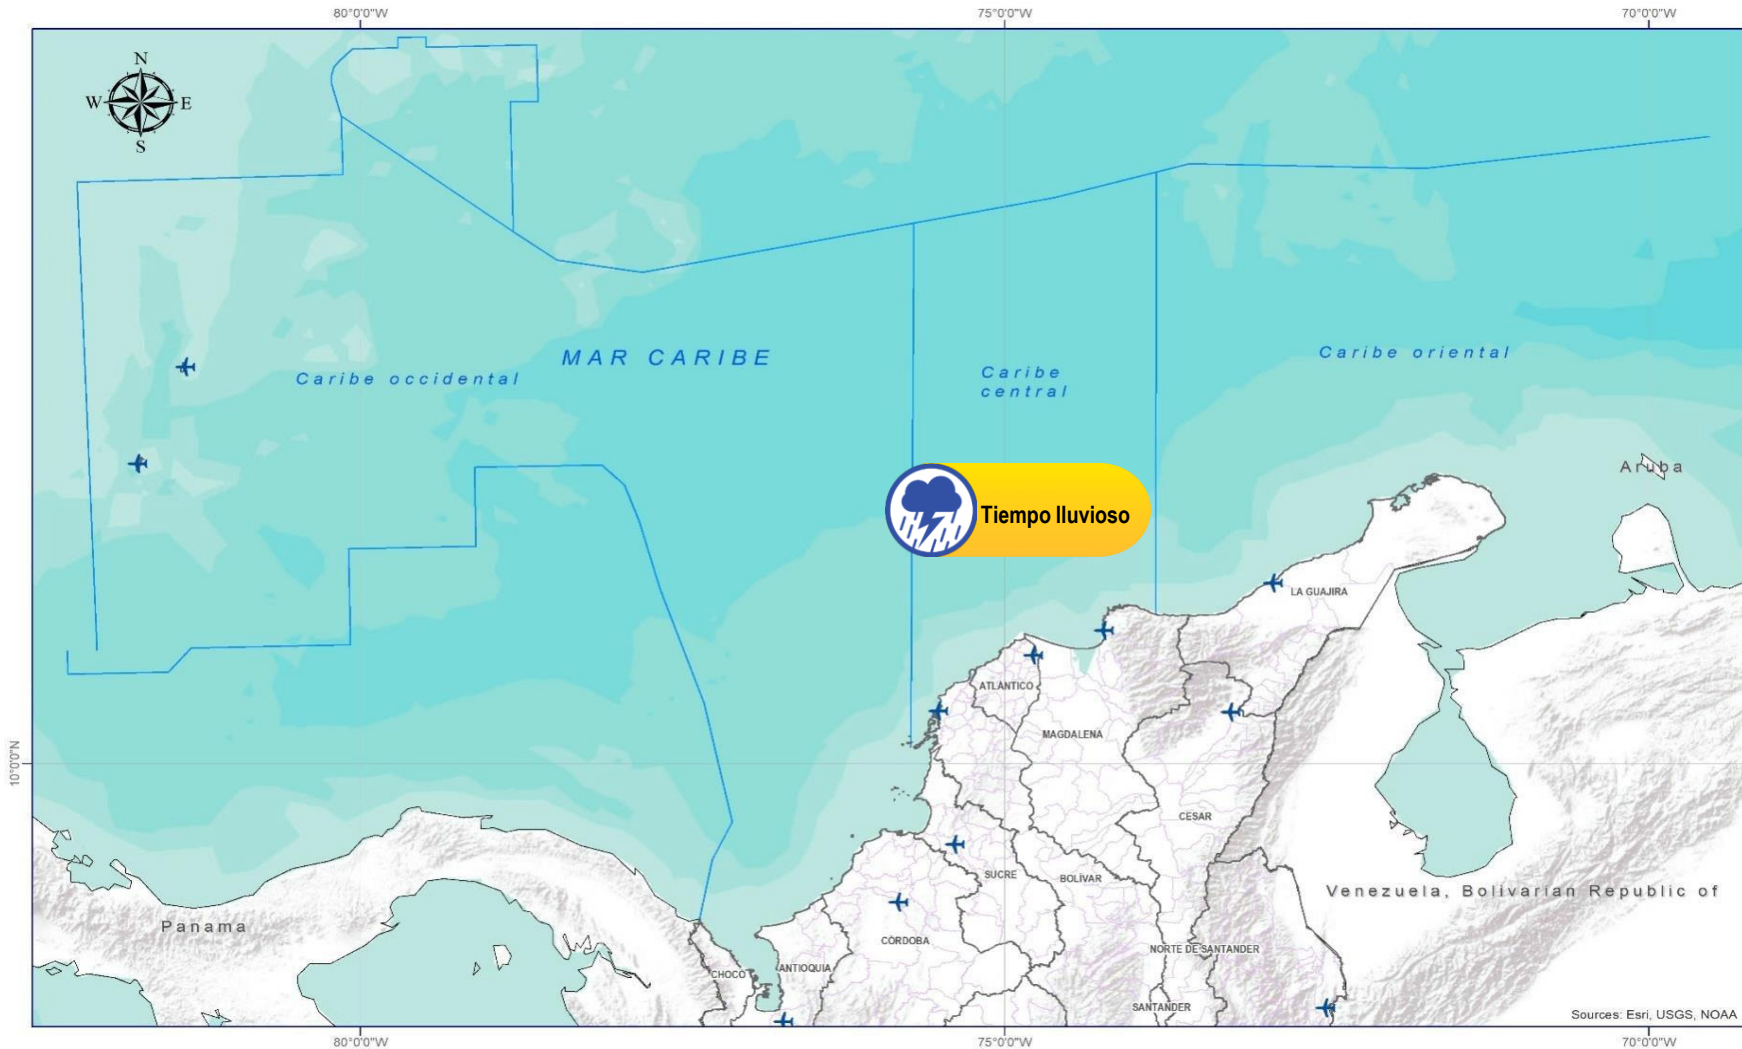 80°0'0"W
75°0'0"W
70°0'0"W
N
W
E
S
MAR CARIBE
Caribe oriental
Caribe occidental
Caribe
central
Aruba
Tiempo lluvioso
LA GUAJIRA
ATLANTICO
MAGDALENA
10°0'0"N
CESAR
SUCRE
BOLÍVAR
Venezuela, Bolivarian Republic of
Panama
CÓRDOBA
NORTE DE SANTANDER
CHOCO
ANTIOQUIA
SANTANDER
Sources: Esri, USGS, NOAA
80°0'0"W
75°0'0"W
70°0'0"W